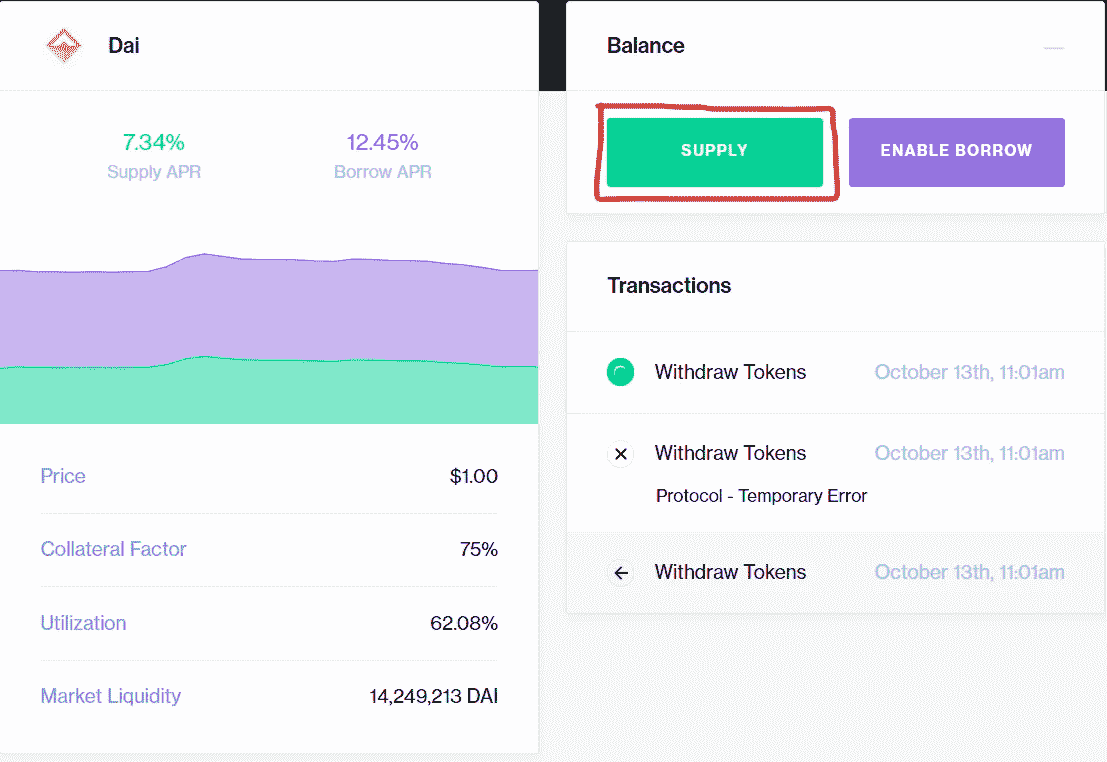 Dai
7.34%
Supply APR
12.45%
Borrow APR
Price
$1.00
Collateral Factor
75%
Utilization
62.08%
Market Liquidity
14,249,213 DAI
Balance
SUPPLY
ENABLE BORROW
Transactions
Withdraw Tokens
October 13th, 11:01am
Withdraw Tokens
October 13th, 11:01am
Protocol - Temporary Error
Withdraw Tokens
October 13th, 11:01am